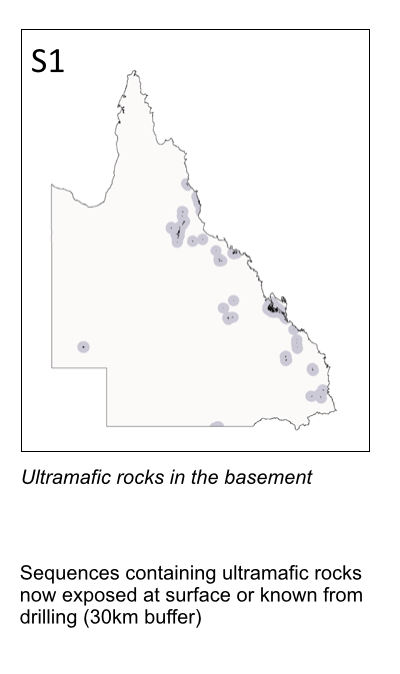 S1
Ultramafic rocks in the basement
Sequences containing ultramafic rocks
now exposed at surface or known from
drilling (30km buffer)